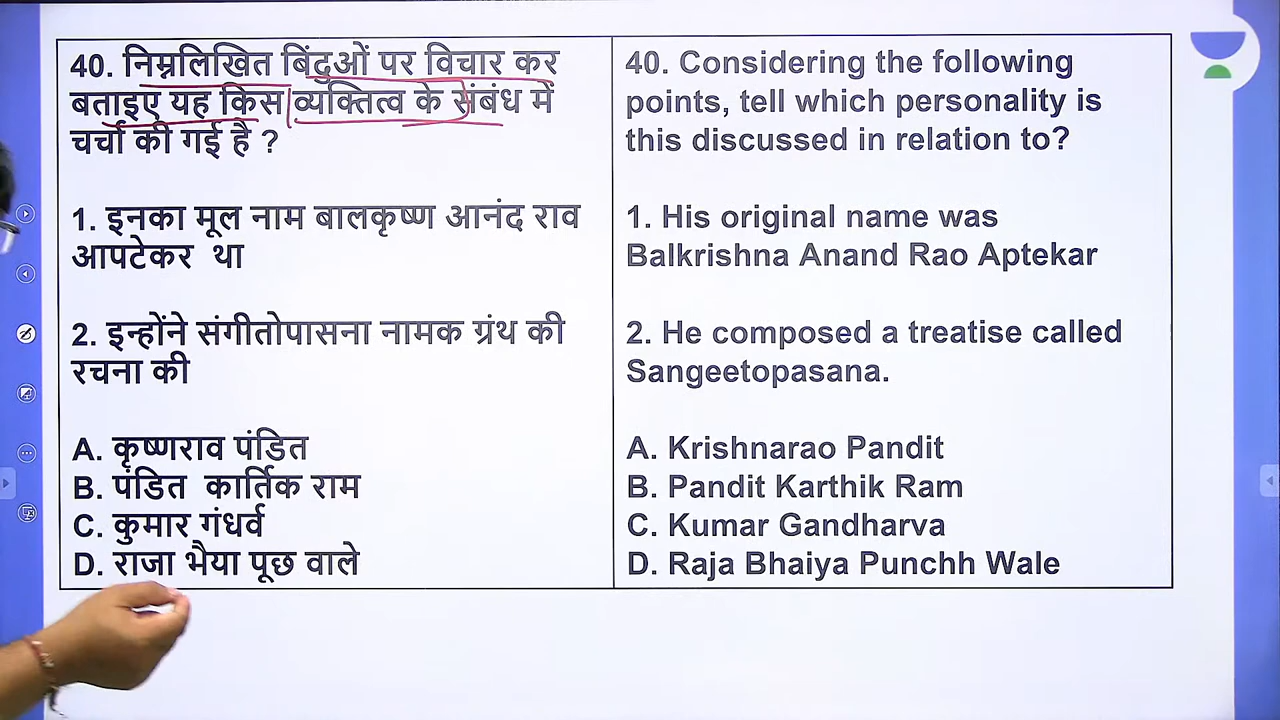 40. निम्नलिखित बिंदुओं पर विचार कर
बताइए यह किस व्यक्तित्व के संबंध में
चर्चा की गई है ?
1. इनका मूल नाम बालकृष्ण आनंद राव
आपटेकर था
2. इन्होंने संगीतोपासना नामक ग्रंथ की
रचना की
A. कृष्णराव पंडित
B. पंडित कार्तिक राम
C. कुमार गंधर्व
D. राजा भैया पूछ वाले
40. Considering the following
points, tell which personality is
this discussed in relation to?
1. His original name was
Balkrishna Anand Rao Aptekar
2. He composed a treatise called
Sangeetopasana.
A. Krishnarao Pandit
B. Pandit Karthik Ram
C. Kumar Gandharva
D. Raja Bhaiya Punchh Wale